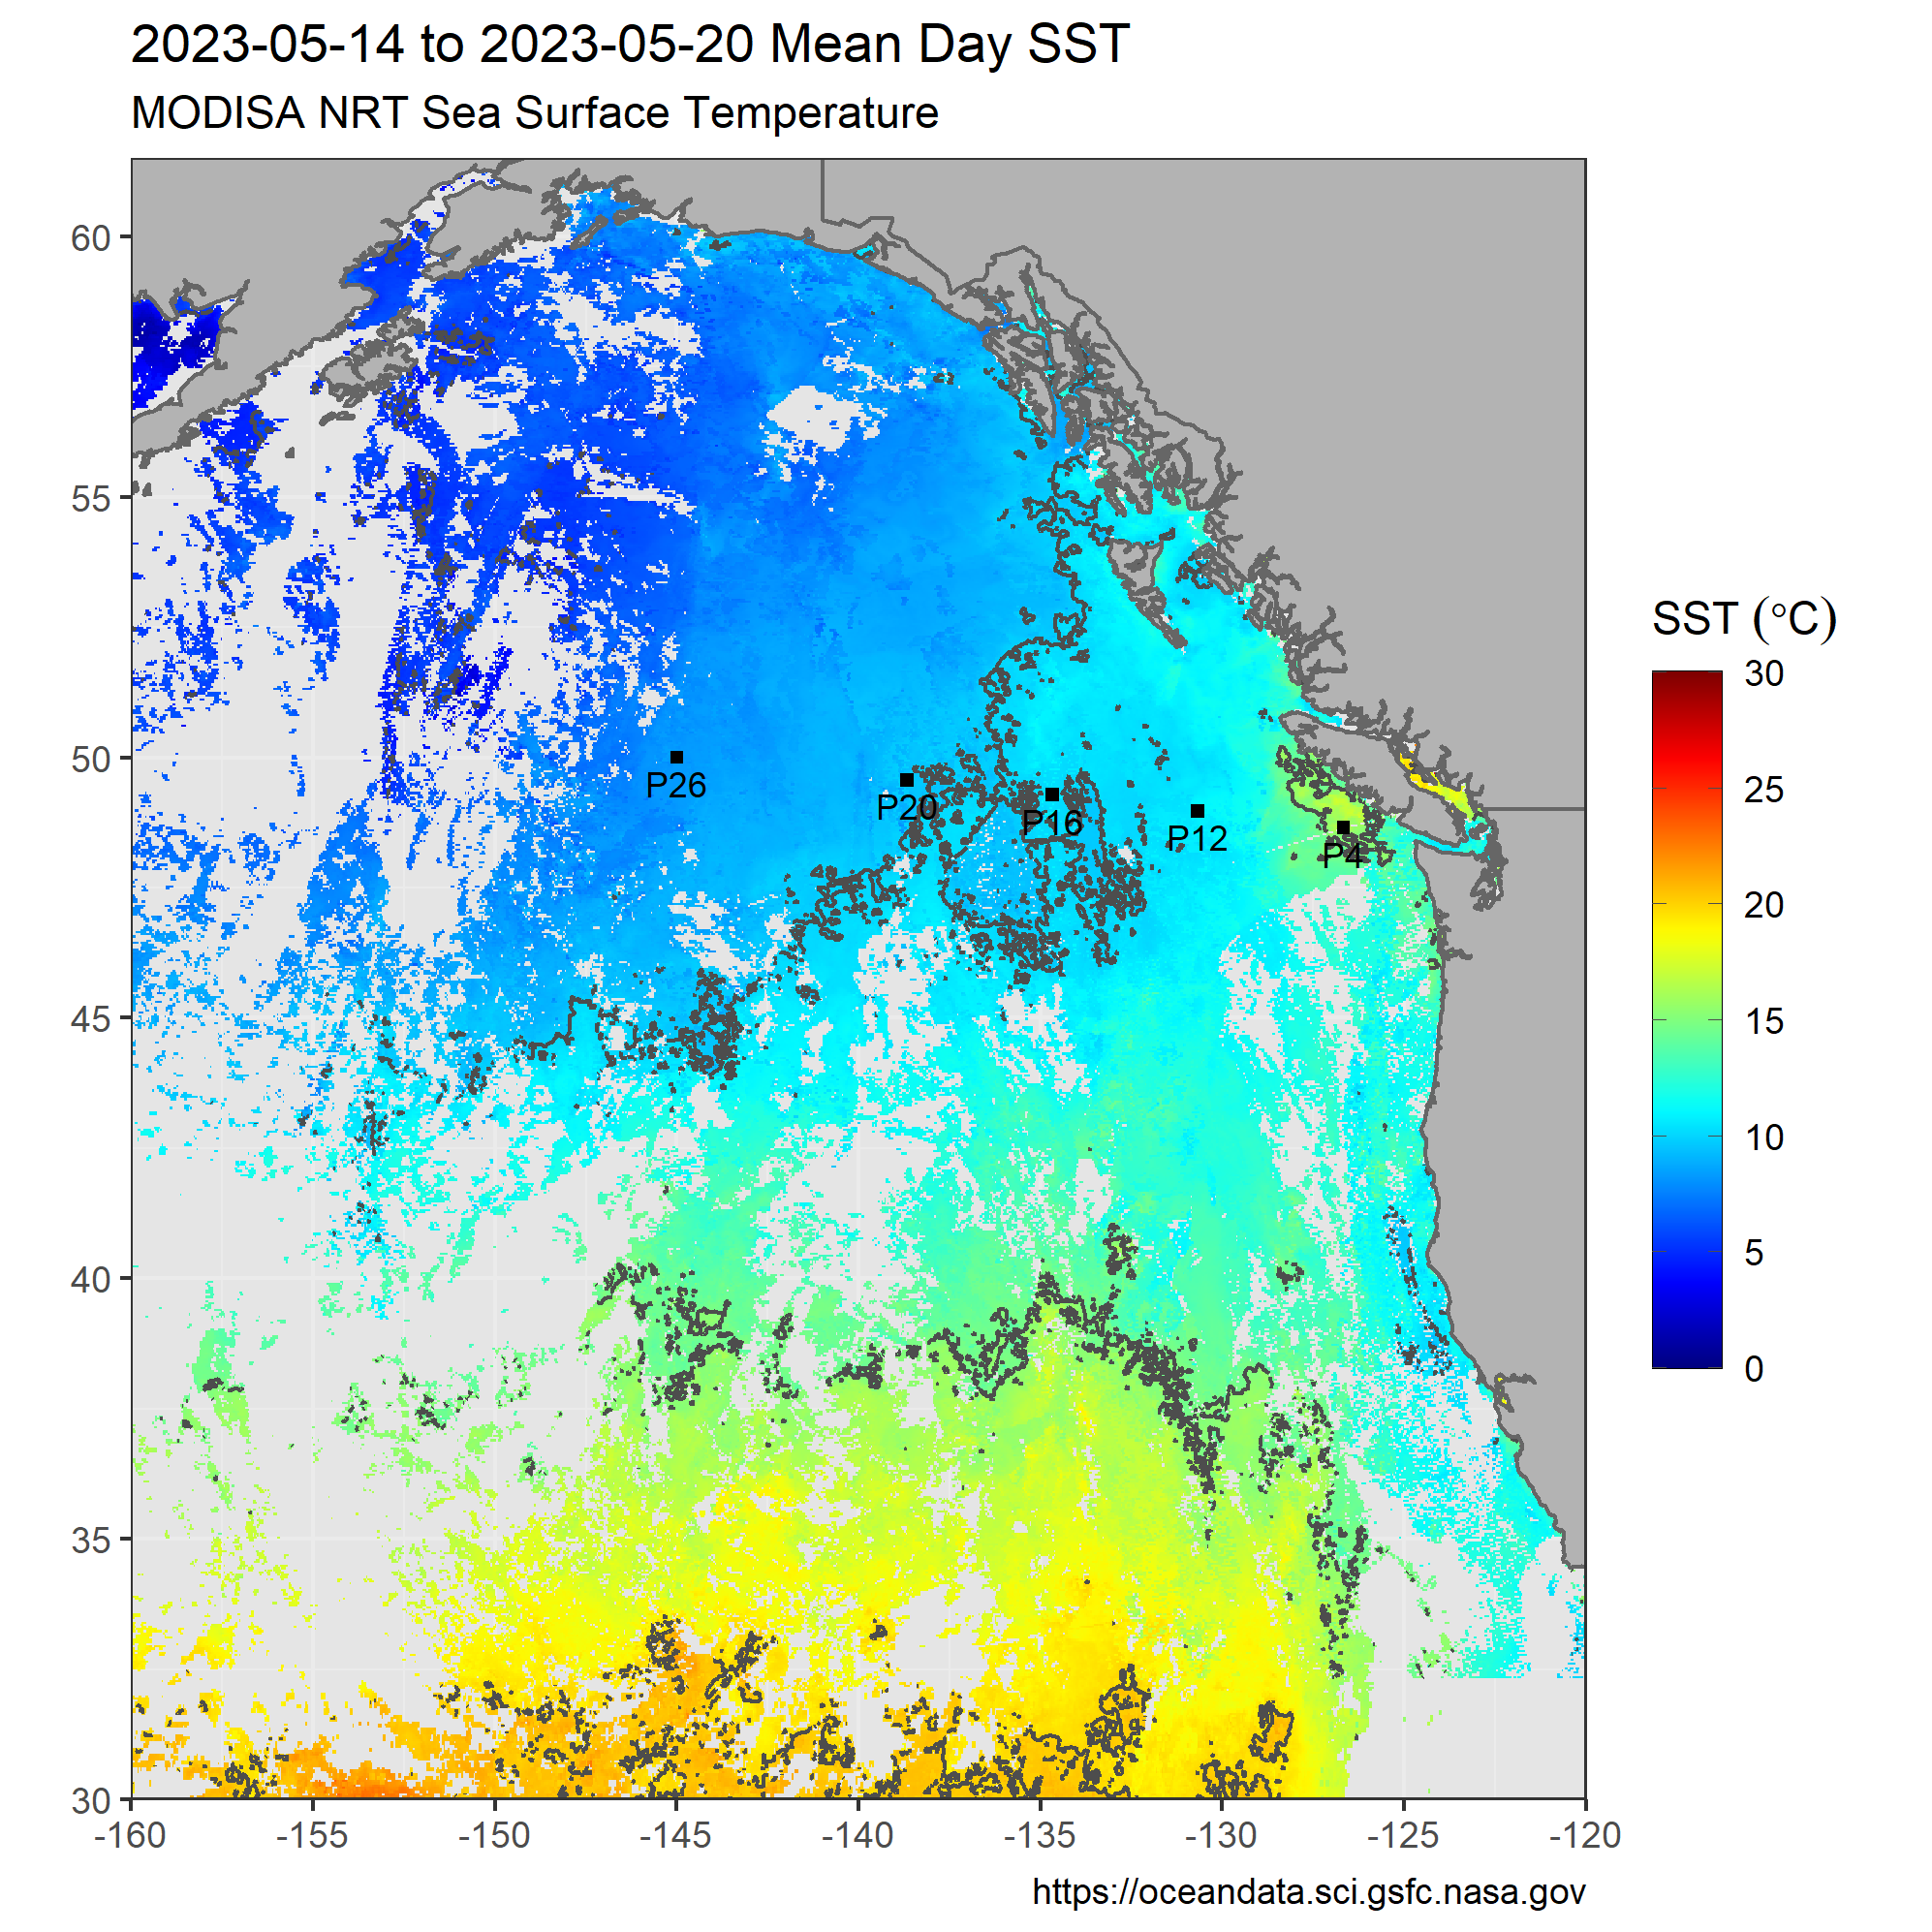 2023-05-14 to 2023-05-20 Mean Day SST
MODISA NRT Sea Surface Temperature
60
55
50
45
40
35
30
-160
-155
-150
-145
-140
-135
-130
-125
-120
P26
P20
P16
P12
P4
SST (°C)
30
25
20
15
10
5
0
https://oceandata.sci.gsfc.nasa.gov